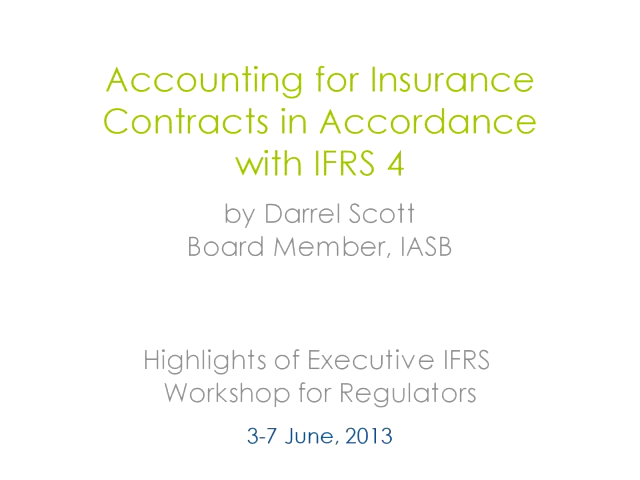 Accounting for Insurance
Contracts in Accordance
with IFRS 4
by Darrel Scott
Board Member, IASB
Highlights of Executive IFRS
Workshop for Regulators
3-7 June, 2013